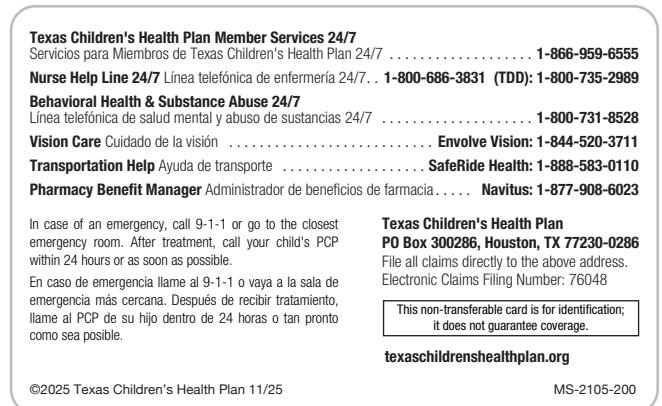 Texas Children's Health Plan Member Services 24/7
Servicios para Miembros de Texas Children's Health Plan 24/7 . . . . . . . . . . . . . . . . . . . 1-866-959-6555
Nurse Help Line 24/7 Línea telefónica de enfermería 24/7. . 1-800-686-3831 (TDD): 1-800-735-2989
Behavioral Health & Substance Abuse 24/7
Línea telefónica de salud mental y abuso de sustancias 24/7 . . . . . . . . . . . . . . . . . . . 1-800-731-8528
Vision Care Cuidado de la visión . . . . . . . . . . . . . . . . . . . . . . . . . . Envolve Vision: 1-844-520-3711
Transportation Help Ayuda de transporte . . . . . . . . . . . . . . . . . . SafeRide Health: 1-888-583-0110
Pharmacy Benefit Manager Administrador de beneficios de farmacia . . . . . Navitus: 1-877-908-6023
In case of an emergency, call 9-1-1 or go to the closest
emergency room. After treatment, call your child's PCP
within 24 hours or as soon as possible.
En caso de emergencia llame al 9-1-1 o vaya a la sala de
emergencia más cercana. Después de recibir tratamiento,
llame al PCP de su hijo dentro de 24 horas o tan pronto
como sea posible.
Texas Children's Health Plan
PO Box 300286, Houston, TX 77230-0286
File all claims directly to the above address.
Electronic Claims Filing Number: 76048
This non-transferable card is for identification;
it does not guarantee coverage.
texaschildrenshealthplan.org
©2025 Texas Children's Health Plan 11/25
MS-2105-200